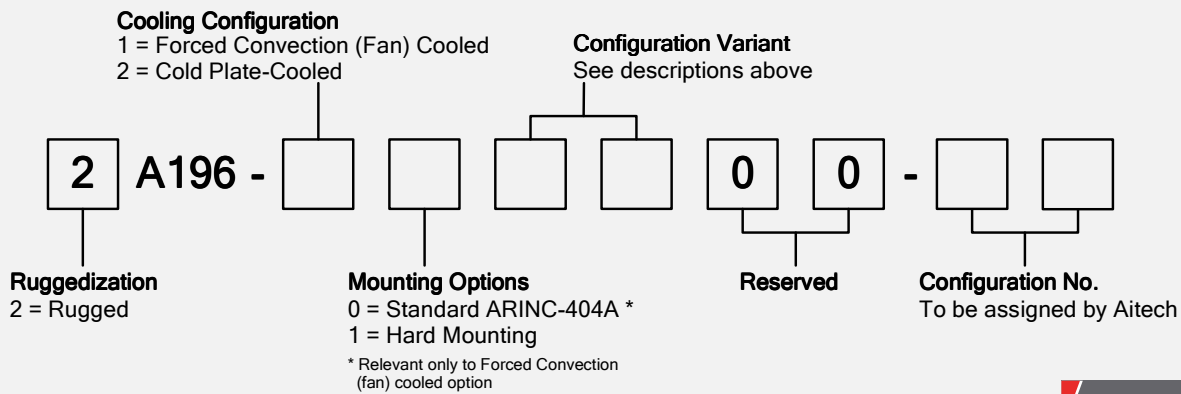 Cooling Configuration
1 = Forced Convection (Fan) Cooled
2 = Cold Plate-Cooled
Configuration Variant
See descriptions above
2 A196 - 0 0 -
Ruggedization
2 = Rugged
Mounting Options
0 = Standard ARINC-404A *
1 = Hard Mounting
* Relevant only to Forced Convection
(fan) cooled option
Reserved
Configuration No.
To be assigned by Aitech